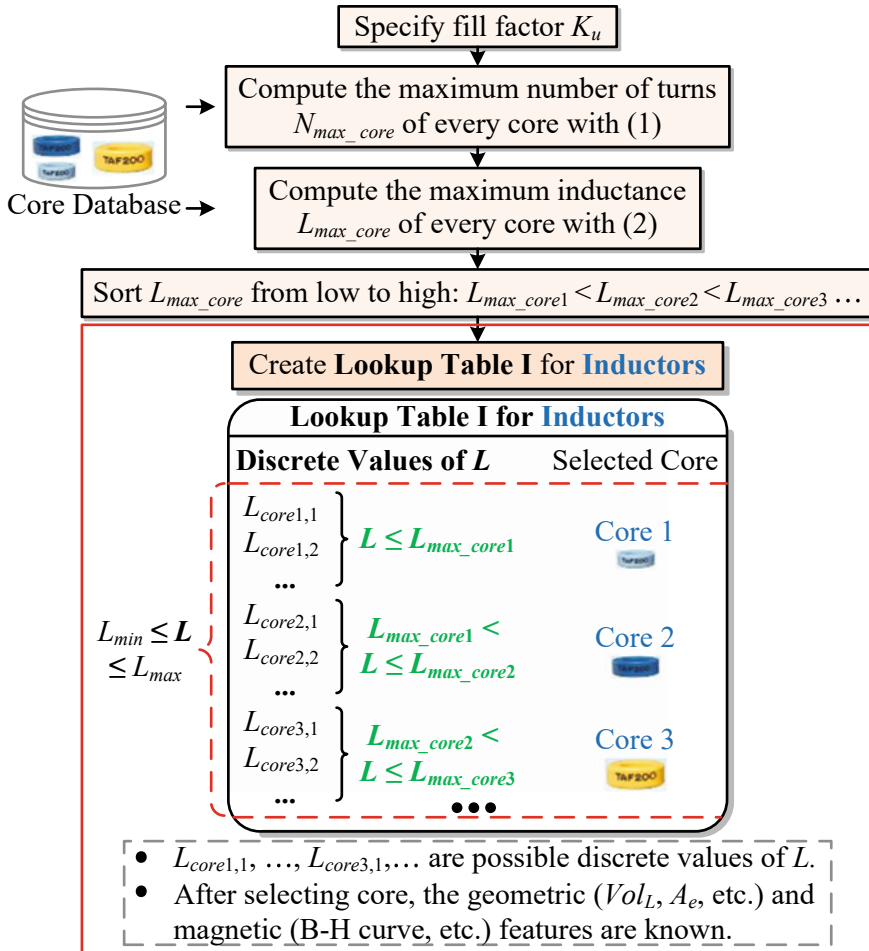 Specify fill factor K_u
Compute the maximum number of turns
N_max_core of every core with (1)
TAF200
TAF200
TAF200
Core Database
Compute the maximum inductance
L_max_core of every core with (2)
Sort L_max_core from low to high: L_max_core1 < L_max_core2 < L_max_core3 ...
Create Lookup Table I for Inductors
Lookup Table I for Inductors
Discrete Values of L Selected Core
L_core1,1
L_core1,2
...
L ≤ L_max_core1
Core 1
TAF200
L_min ≤ L
≤ L_max
L_core2,1
L_core2,2
...
L_max_core1 <
L ≤ L_max_core2
Core 2
TAF200
L_core3,1
L_core3,2
...
L_max_core2 <
L ≤ L_max_core3
Core 3
TAF200
•••
• L_core1,1, …, L_core3,1,… are possible discrete values of L.
• After selecting core, the geometric (Vol_L, A_e, etc.) and
magnetic (B-H curve, etc.) features are known.